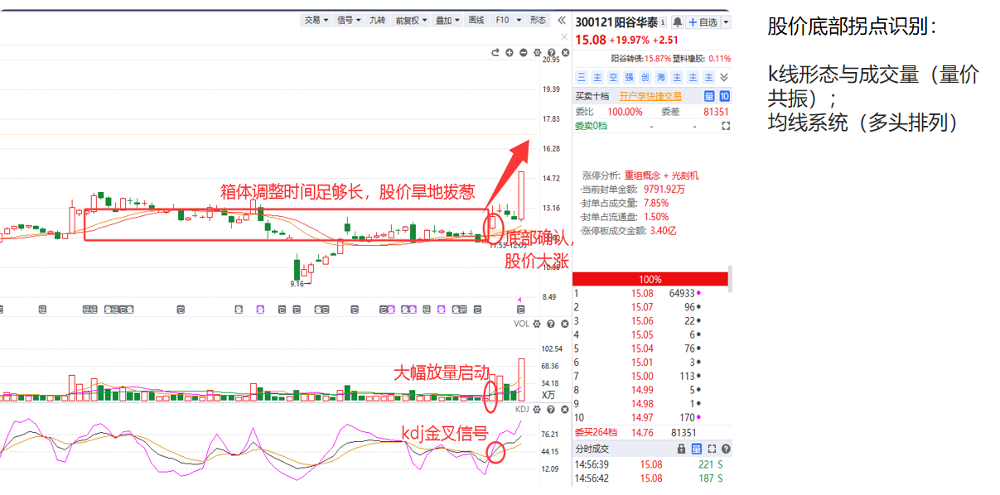 交易 信号 九转 前复权 叠加 画线 F10 形态
300121 阳谷华泰 自选
15.08 +19.97% +2.51
阳谷转债:15.87% 塑料橡胶: 0.11%
三 主 空 强 创 海 主 主 主
买卖十档 开户享快捷交易 量 10
委比 100.00% 委差 81351
委卖0档 - -
涨停分析: 重组概念 + 光刻机
·当前封单金额: 9791.92万
·封单占成交量: 7.85%
·封单占流通盘: 1.50%
·涨停板成交金额: 3.40亿
100%
1 15.08 64933
2 15.07 96
3 15.06 22
4 15.05 6
5 15.04 76
6 15.01 3
7 15.00 113
8 14.99 5
9 14.98 1
10 14.97 170
委买264档 14.76 81351
分时成交 量
14:56:39 15.08 221 S
14:56:42 15.08 187 S
20.95
19.39
17.83
16.28
14.72
13.16
10.05
8.49
箱体调整时间足够长，股价旱地拔葱
底部确认，
股价大涨
11.53-12.03
9.16
VOL
102.54
68.36
34.18
X万
大幅放量启动
KDJ
76.21
44.15
12.09
kdj金叉信号
股价底部拐点识别：
k线形态与成交量（量价
共振）；
均线系统（多头排列）